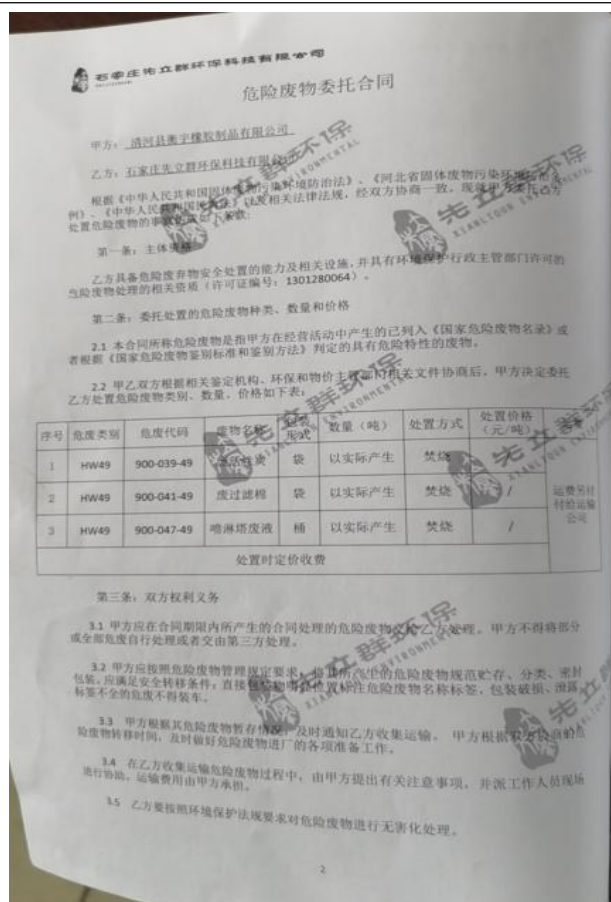 石家庄先立群环保科技有限公司
危险废物委托合同
甲方：清河县衡宇橡胶制品有限公司
乙方：石家庄先立群环保科技有限公司
根据《中华人民共和国固体废物污染环境防治法》、《河北省固体废物污染环境防治条
例》、《中华人民共和国 》以及相关法律法规，经双方协商一致，现就甲方委托乙方
处置危险废物的事 如下条款：
第一条：主体资格
乙方具备危险废弃物安全处置的能力及相关设施，并具有环境保护行政主管部门许可的
危险废物处理的相关资质（许可证编号：1301280064）。
第二条：委托处置的危险废物种类、数量和价格
2.1 本合同所称危险废物是指甲方在经营活动中产生的已列入《国家危险废物名录》或
者根据《国家危险废物鉴别标准和鉴别方法》判定的具有危险特性的废物。
2.2 甲乙双方根据相关鉴定机构、环保和物价主管部门相关文件协商后，甲方决定委托
乙方处置危险废物类别、数量、价格如下表：
序号 危废类别 危废代码 废物名称 包装形式 数量（吨） 处置方式 处置价格（元/吨） 备注
1 HW49 900-039-49 废活性炭 袋 以实际产生 焚烧 / 运费另付付给运输公司
2 HW49 900-041-49 废过滤棉 袋 以实际产生 焚烧 /
3 HW49 900-047-49 喷淋塔废液 桶 以实际产生 焚烧 /
处置时定价收费
第三条：双方权利义务
3.1 甲方应在合同期限内所产生的合同处理的危险废物交给乙方处理。甲方不得将部分
或全部危废自行处理或者交由第三方处理。
3.2 甲方应按照危险废物管理规定要求，将其所产生的危险废物规范贮存、分类、密封
包装，应满足安全转移条件；直接包装物明显位置标注危险废物名称标签，包装破损、泄露、
标签不全的危废不得装车。
3.3 甲方根据其危险废物暂存情况，及时通知乙方收集运输。 甲方根据双方协商的危
险废物转移时间，及时做好危险废物进厂的各项准备工作。
3.4 在乙方收集运输危险废物过程中，由甲方提出有关注意事项，并派工作人员现场
进行协助。运输费用由甲方承担。
3.5 乙方要按照环境保护法规要求对危险废物进行无害化处理。
2
先立群环保
XIANLIQUN ENVIRONMENTAL